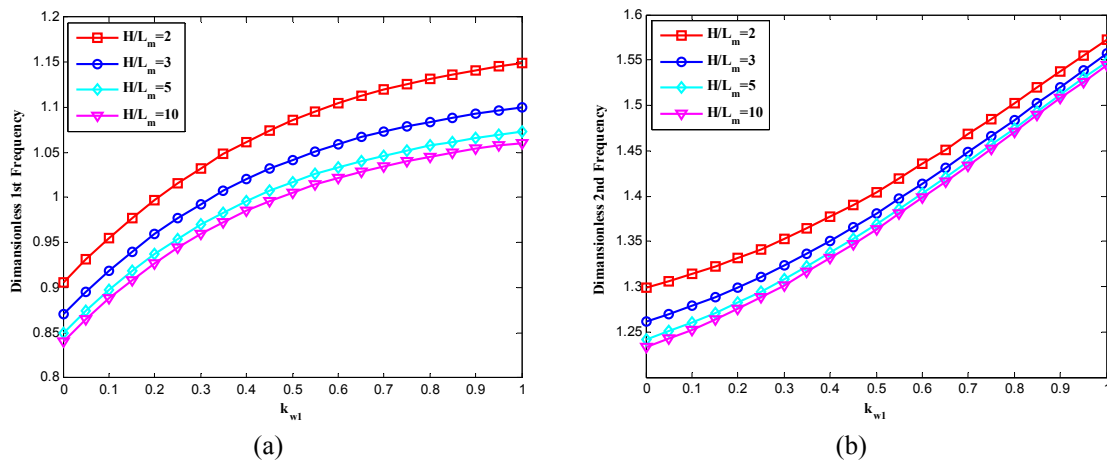 H/Lm=2
H/Lm=3
H/Lm=5
H/Lm=10
1.2
1.15
1.1
1.05
1
0.95
0.9
0.85
0.8
Dimansionless 1st Frequency
0 0.1 0.2 0.3 0.4 0.5 0.6 0.7 0.8 0.9 1
kw1
(a)
H/Lm=2
H/Lm=3
H/Lm=5
H/Lm=10
1.6
1.55
1.5
1.45
1.4
1.35
1.3
1.25
Dimansionless 2nd Frequency
0 0.1 0.2 0.3 0.4 0.5 0.6 0.7 0.8 0.9 1
kw1
(b)